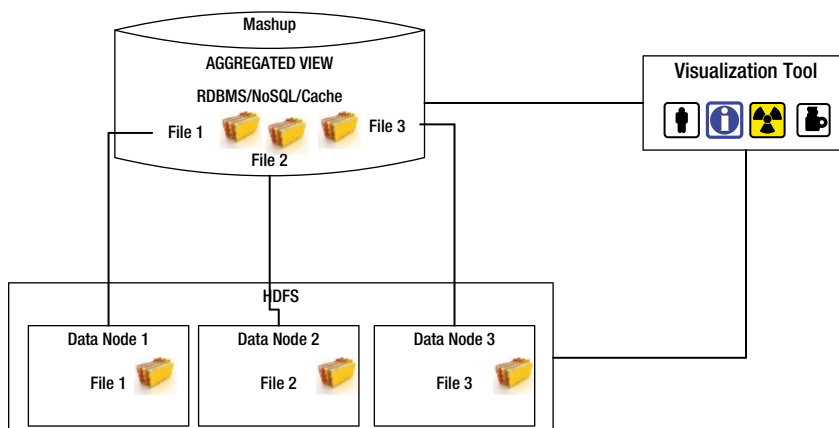 Mashup
AGGREGATED VIEW
RDBMS/NoSQL/Cache
File 1
File 3
File 2
Visualization Tool
i
HDFS
Data Node 1
Data Node 2
Data Node 3
File 1
File 2
File 3